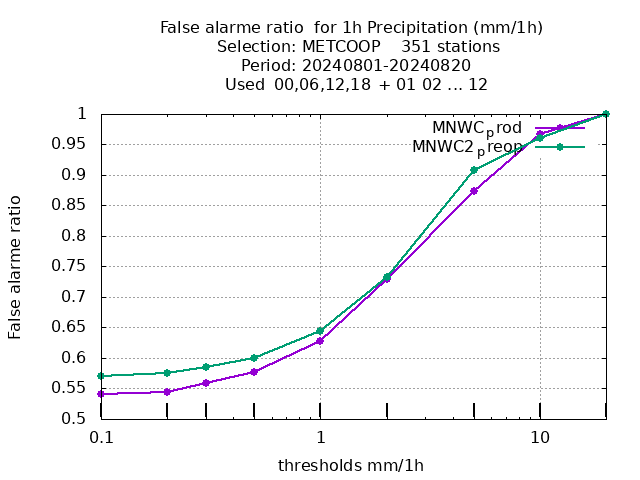 False alarme ratio  for 1h Precipitation (mm/1h)
Selection: METCOOP    351 stations
Period: 20240801-20240820
Used  00,06,12,18 + 01 02 ... 12
MNWCprod
MNWC2preop
False alarme ratio
1
0.95
0.9
0.85
0.8
0.75
0.7
0.65
0.6
0.55
0.5
0.1 1 10
thresholds mm/1h